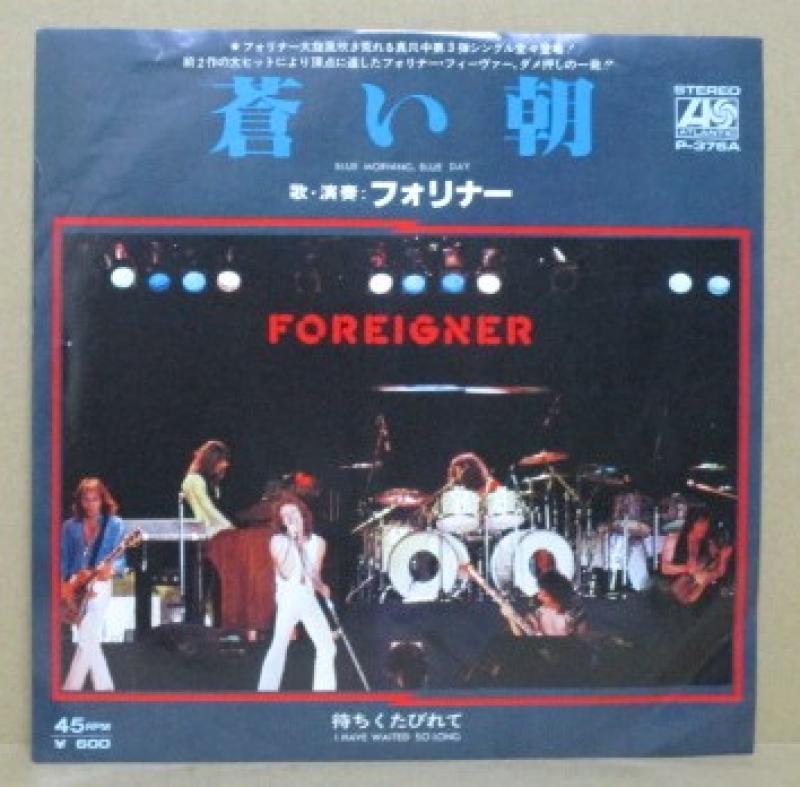 ★フォリナー大旋風吹き荒れる真只中第3弾シングル堂々登場!
前2作の大ヒットにより頂点に達したフォリナー・フィーヴァー、ダメ押しの一発!!
蒼い朝
BLUE MORNING, BLUE DAY
歌・演奏:フォリナー
STEREO
ATLANTIC
P-376A
FOREIGNER
待ちくたびれて
I HAVE WAITED SO LONG
45RPM
¥ 600